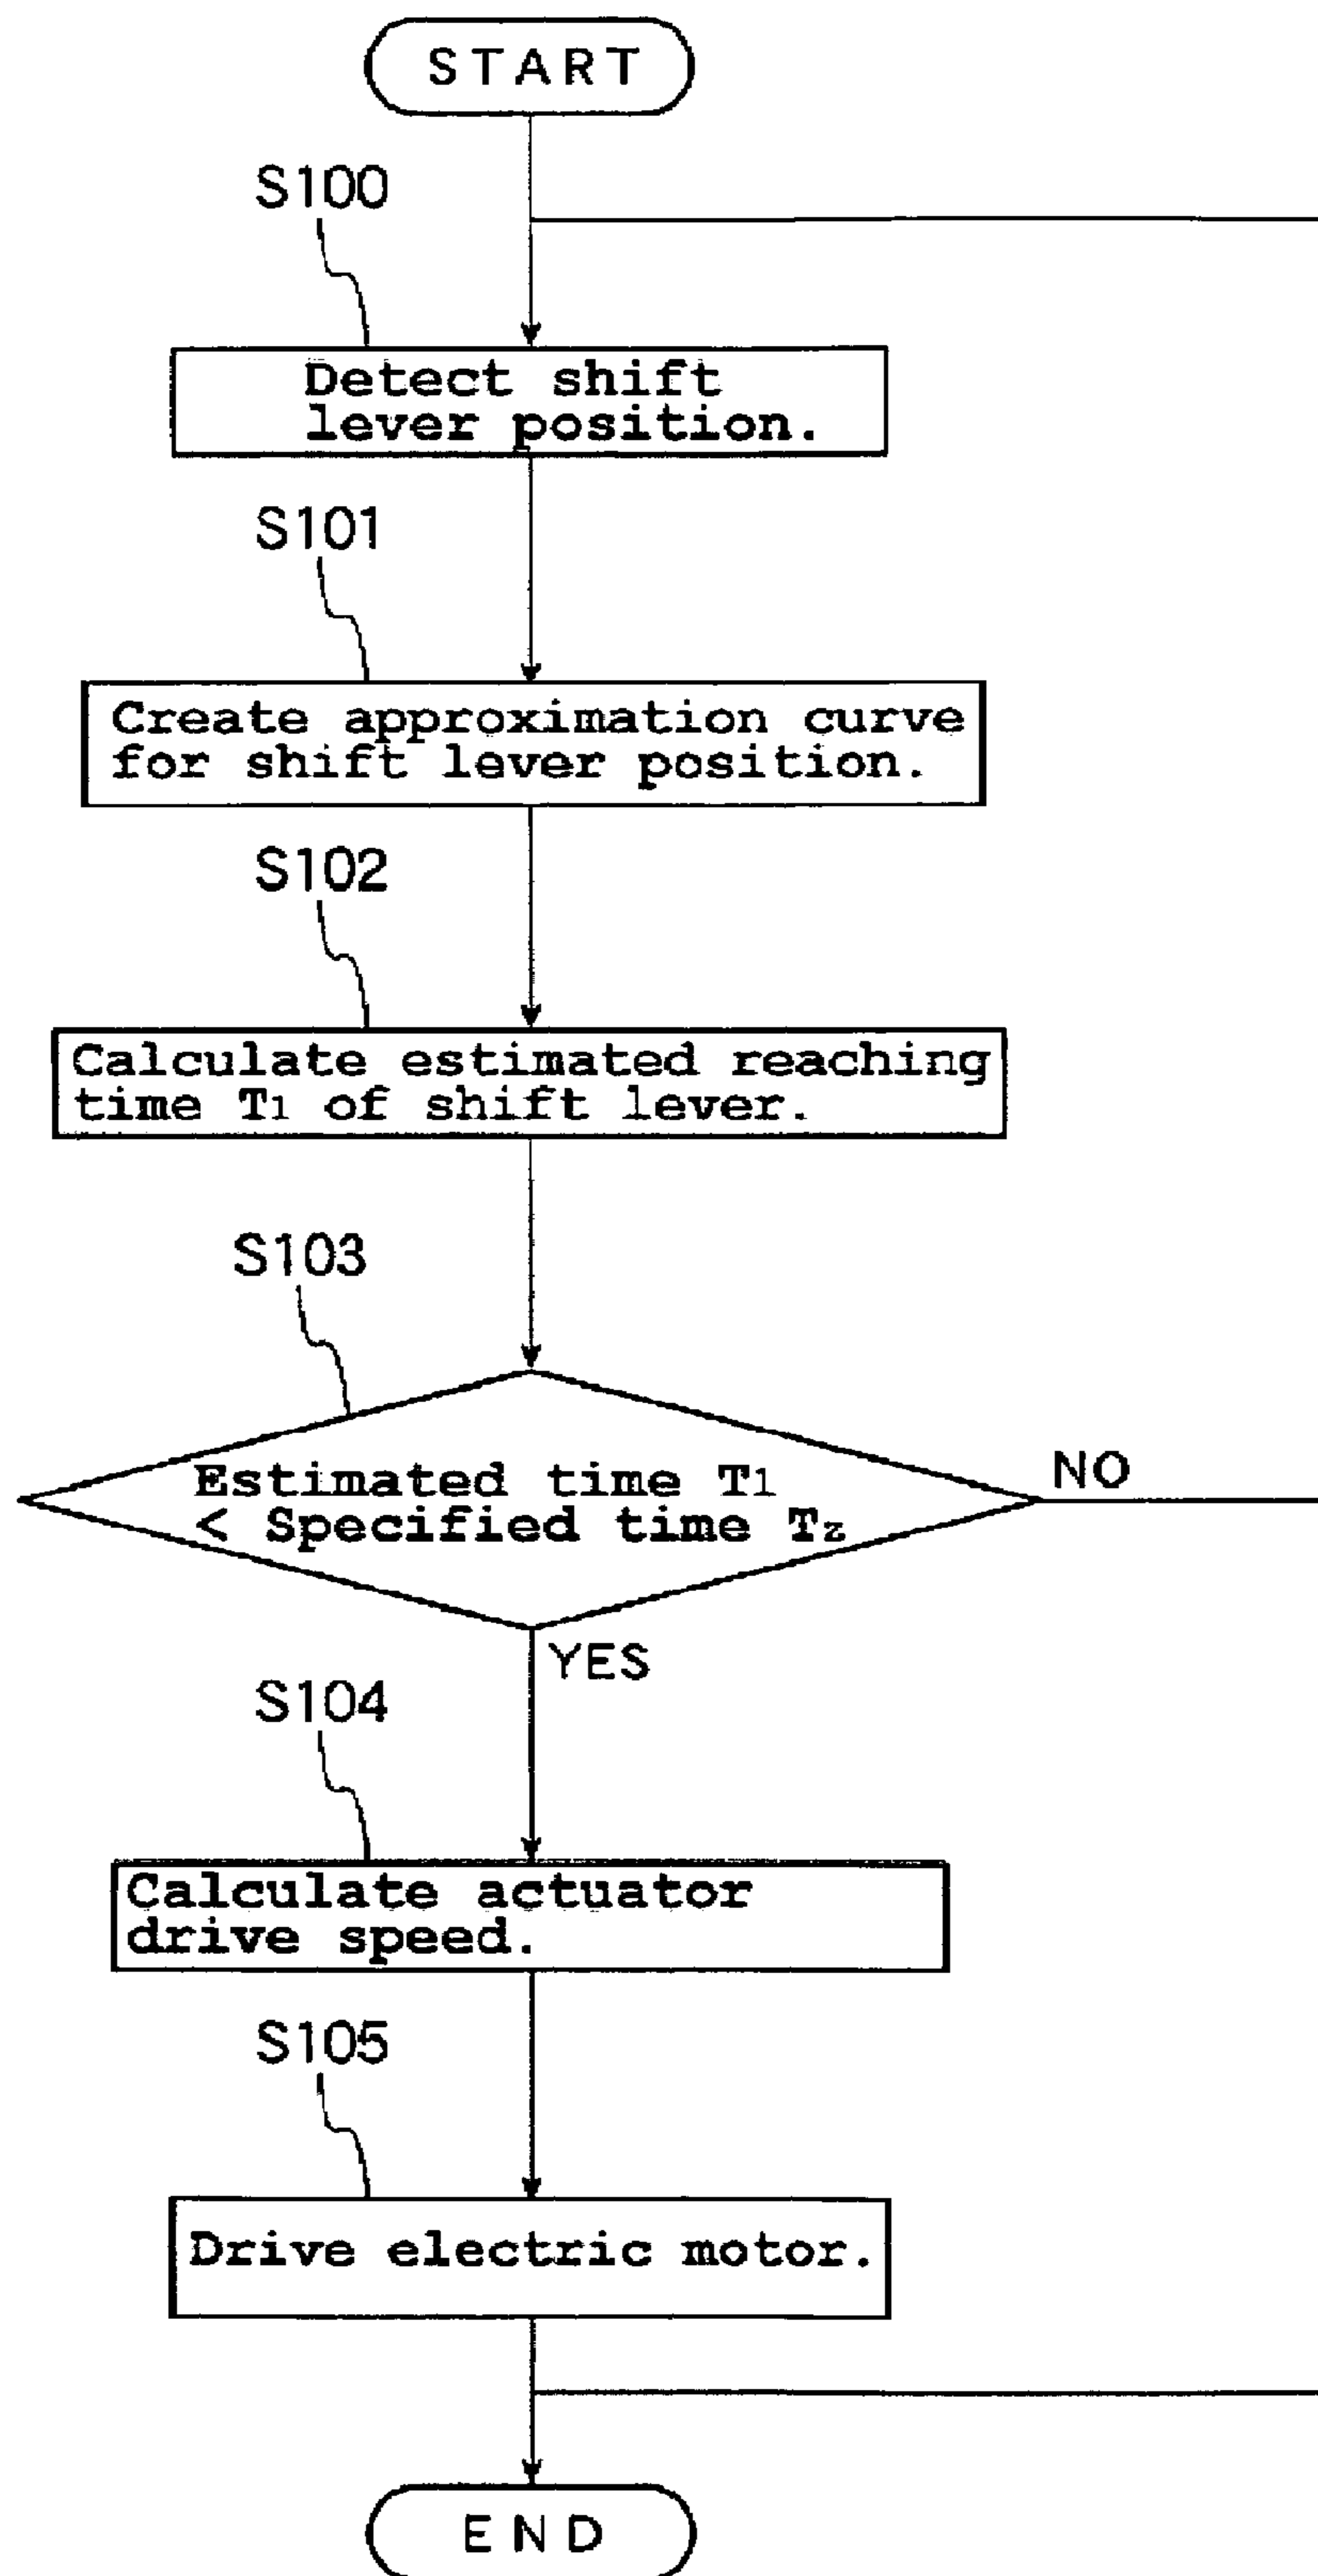 START
S100
Detect shift
lever position.
S101
Create approximation curve
for shift lever position.
S102
Calculate estimated reaching
time T1 of shift lever.
S103
Estimated time T1
< Specified time Tz
NO
YES
S104
Calculate actuator
drive speed.
S105
Drive electric motor.
END